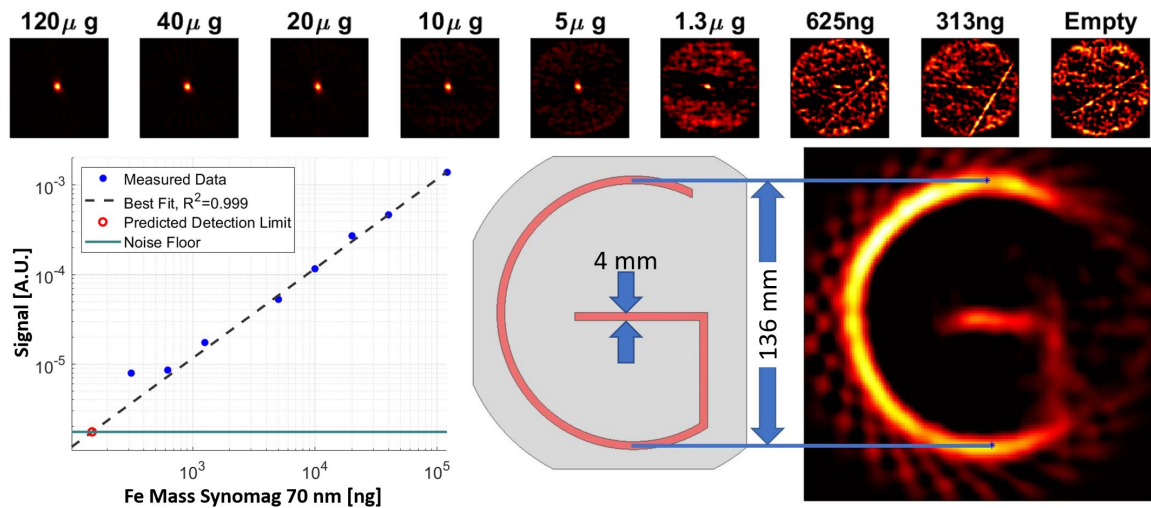 120μ g 40μ g 20μ g 10μ g 5μ g 1.3μ g 625ng 313ng Empty
Measured Data
Best Fit, R²=0.999
Predicted Detection Limit
Noise Floor
10⁻³
10⁻⁴
10⁻⁵
Signal [A.U.]
10³ 10⁴ 10⁵
Fe Mass Synomag 70 nm [ng]
4 mm
136 mm